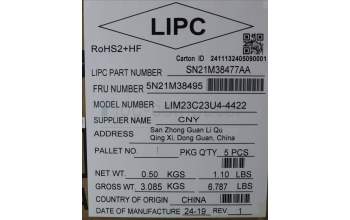 LIPC
RoHS2+HF
Carton ID 2411132405090001
LIPC PART NUMBER SN21M38477AA
FRU NUMBER 5N21M38495
MODEL NUMBER LIM23C23U4-4422
SUPPLIER NAME CNY
ADDRESS San Zhong Guan Li Qu
Qing Xi, Dong Guan, China
PALLET NO. PKG Q'TY 5 PCS
NET WT. 0.50 KGS 1.10 LBS
GROSS WT. 3.085 KGS 6.787 LBS
COUNTRY OF ORIGIN CHINA
DATE OF MANUFACTURE 24-19 REV. 1